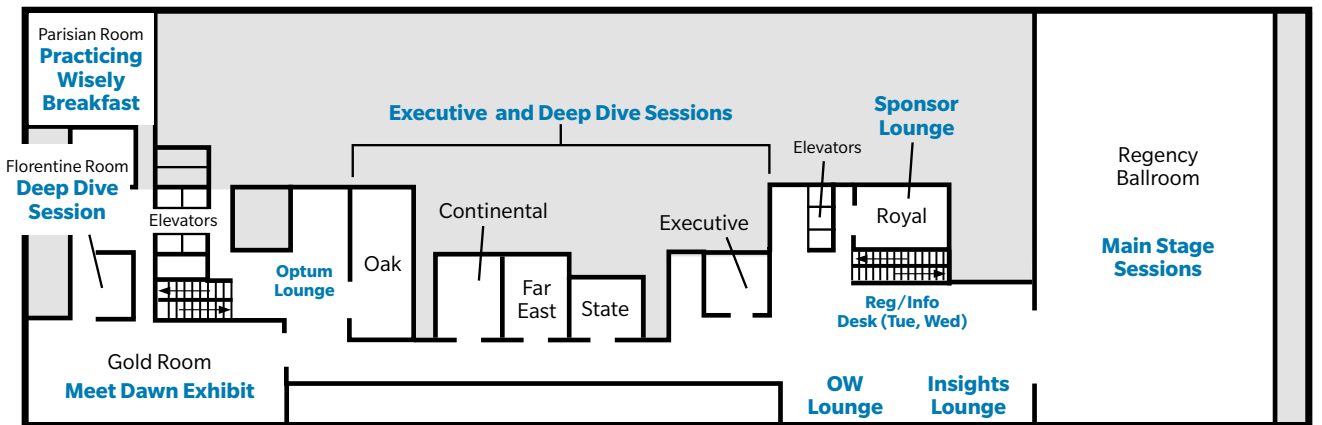 Parisian Room
Practicing
Wisely
Breakfast
Florentine Room
Deep Dive
Session
Elevators
Gold Room
Meet Dawn Exhibit
Optum
Lounge
Executive and Deep Dive Sessions
Oak
Continental
Far
East
State
Executive
Elevators
Sponsor
Lounge
Royal
Reg/Info
Desk (Tue, Wed)
OW
Lounge
Insights
Lounge
Regency
Ballroom
Main Stage
Sessions